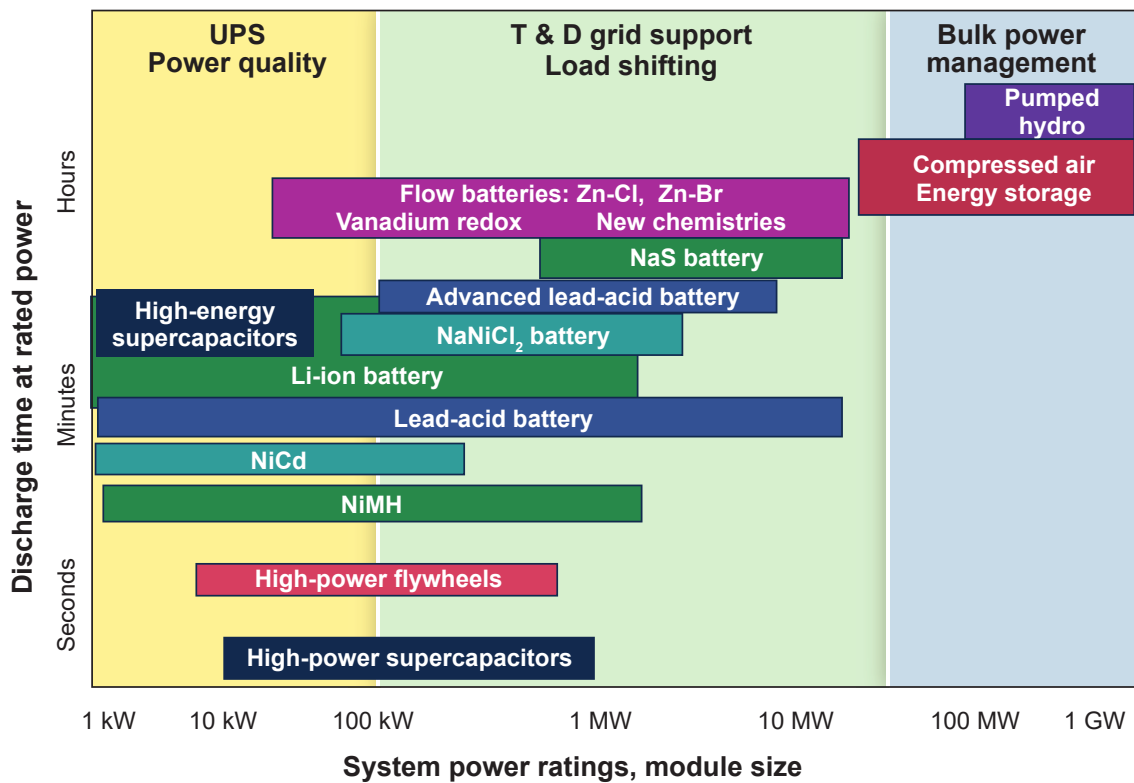 UPS
Power quality
T & D grid support
Load shifting
Bulk power
management
Pumped
hydro
Compressed air
Energy storage
Flow batteries: Zn-Cl, Zn-Br
Vanadium redox New chemistries
NaS battery
Advanced lead-acid battery
High-energy
supercapacitors
NaNiCl₂ battery
Li-ion battery
Lead-acid battery
NiCd
NiMH
High-power flywheels
High-power supercapacitors
Discharge time at rated power
Hours
Minutes
Seconds
1 kW 10 kW 100 kW 1 MW 10 MW 100 MW 1 GW
System power ratings, module size